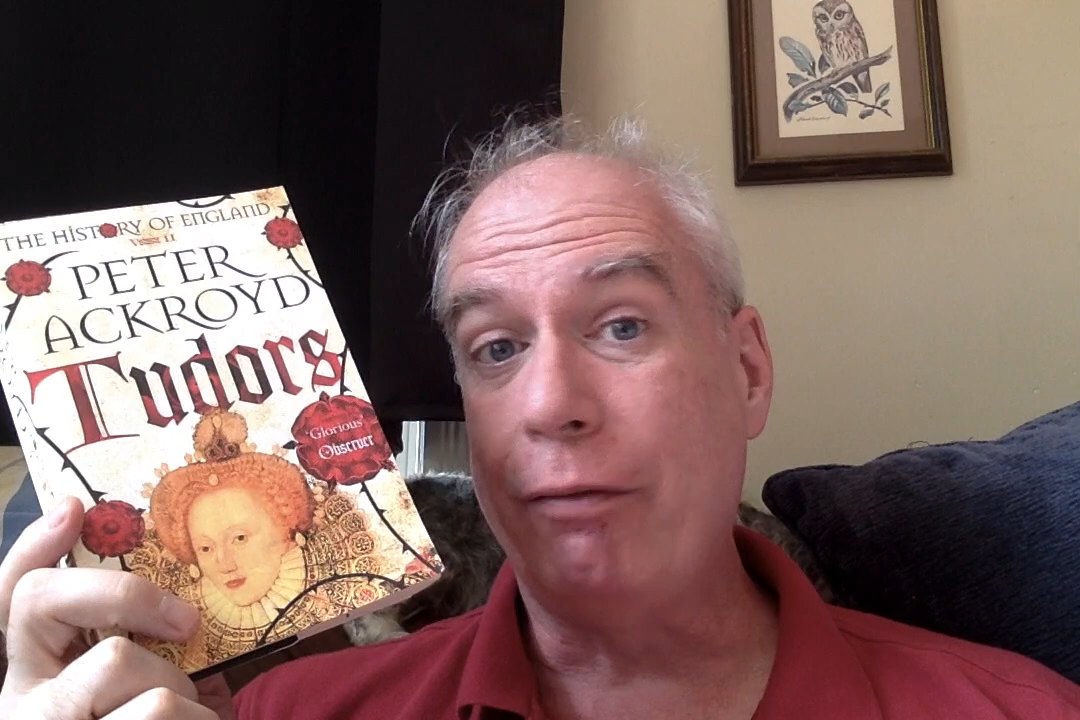 THE HISTORY OF ENGLAND
PETER
ACKROYD
Tudors
'Glorious'
Observer